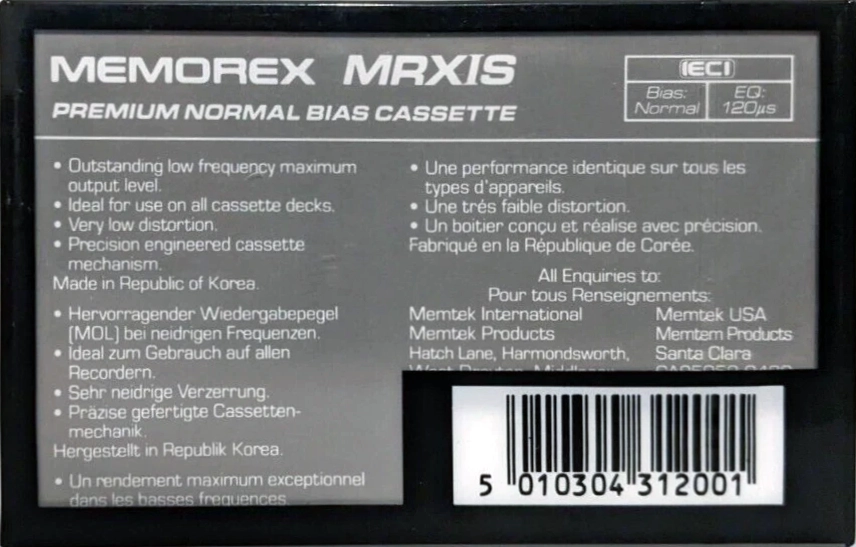 MEMOREX MRXIS
PREMIUM NORMAL BIAS CASSETTE
IECI
Bias: Normal
EQ: 120µs
• Outstanding low frequency maximum
output level.
• Ideal for use on all cassette decks.
• Very low distortion.
• Precision engineered cassette
mechanism.
Made in Republic of Korea.
• Hervorragender Wiedergabepegel
(MOL) bei neidrigen Frequenzen.
• Ideal zum Gebrauch auf allen
Recordern.
• Sehr neidrige Verzerrung.
• Präzise gefertigte Cassetten-
mechanik.
Hergestellt in Republik Korea.
• Un rendement maximum exceptionnel
dans les basses frequences
• Une performance identique sur tous les
types d'appareils.
• Une trés faible distortion.
• Un boitier conçu et réalise avec précision.
Fabriqué en la République de Corée.
All Enquiries to:
Pour tous Renseignements:
Memtek International
Memtek Products
Hatch Lane, Harmondsworth,
West Drayton, Middlesex
Memtek USA
Memtem Products
Santa Clara
5 010304 312001